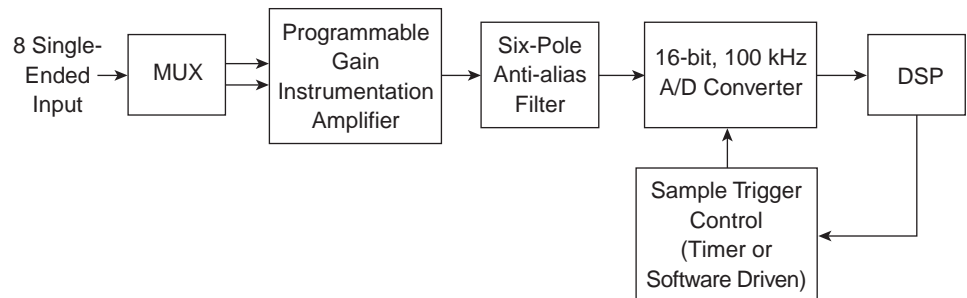 8 Single-
Ended
Input
MUX
Programmable
Gain
Instrumentation
Amplifier
Six-Pole
Anti-alias
Filter
16-bit, 100 kHz
A/D Converter
DSP
Sample Trigger
Control
(Timer or
Software Driven)